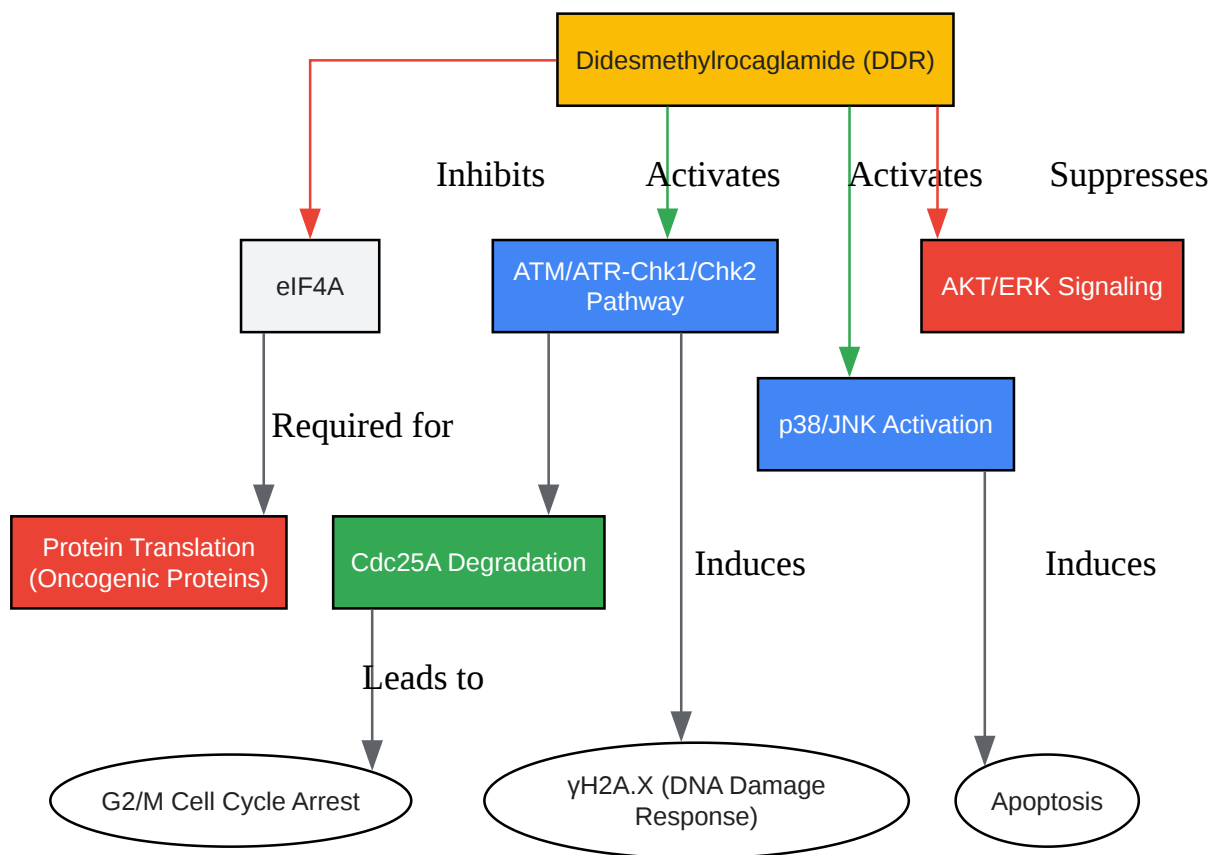 Didesmethylrocaglamide (DDR)
Inhibits
Activates
Activates
Suppresses
eIF4A
ATM/ATR-Chk1/Chk2
Pathway
AKT/ERK Signaling
Required for
p38/JNK Activation
Protein Translation
(Oncogenic Proteins)
Cdc25A Degradation
Induces
Induces
Leads to
G2/M Cell Cycle Arrest
γH2A.X (DNA Damage
Response)
Apoptosis